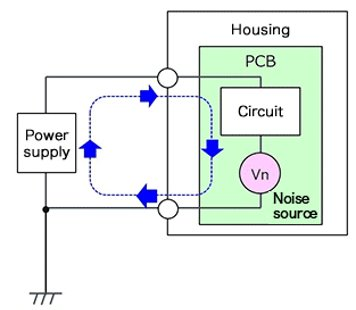 Housing
PCB
Circuit
Power
supply
Vn
Noise
source